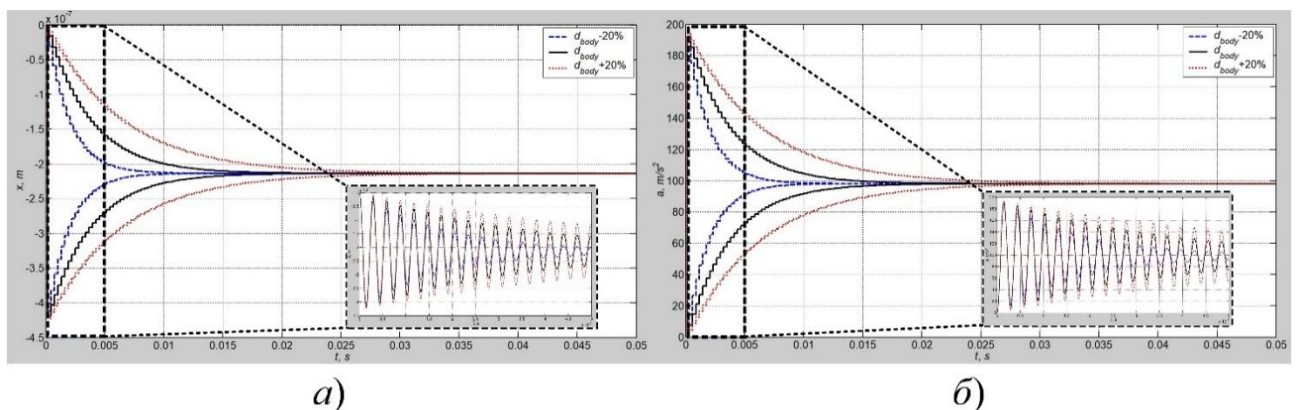 x 10⁻⁷
0
-0.5
-1
-1.5
-2
-2.5
-3
-3.5
-4
-4.5
x, m
0 0.005 0.01 0.015 0.02 0.025 0.03 0.035 0.04 0.045 0.05
t, s
d_body-20%
d_body
d_body+20%
200
180
160
140
120
100
80
60
40
20
0
a, m/s²
0 0.005 0.01 0.015 0.02 0.025 0.03 0.035 0.04 0.045 0.05
t, s
d_body-20%
d_body
d_body+20%
а) б)